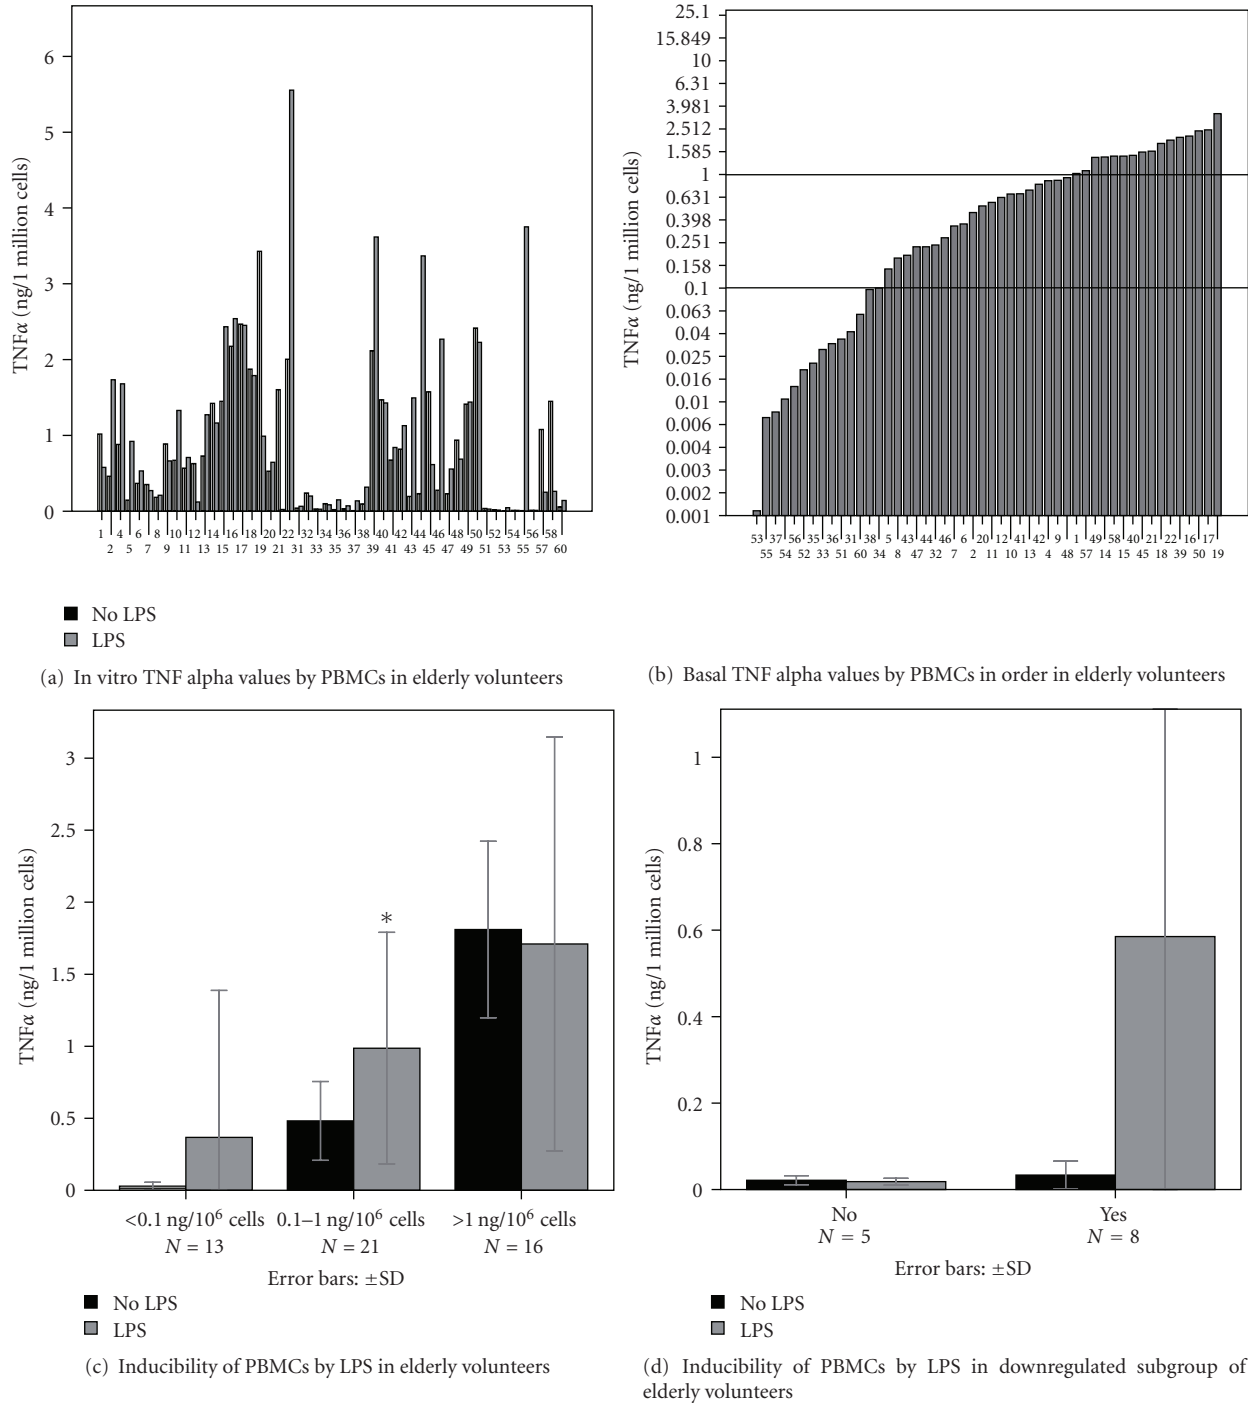 6
5
4
3
2
1
0
TNFα (ng/1 million cells)
1 4 6 8 10 12 14 16 18 20 22 32 34 36 38 40 42 44 46 48 50 52 54 56 58
2 5 7 9 11 13 15 17 19 21 31 33 35 37 39 41 43 45 47 49 51 53 55 57 60
No LPS
LPS
(a) In vitro TNF alpha values by PBMCs in elderly volunteers
25.1
15.849
10
6.31
3.981
2.512
1.585
1
0.631
0.398
0.251
0.158
0.1
0.063
0.04
0.025
0.016
0.01
0.006
0.004
0.003
0.002
0.001
TNFα (ng/1 million cells)
53 37 56 35 36 31 38 5 43 44 46 6 20 12 41 42 9 1 49 58 40 21 22 16 17
55 54 52 33 51 60 34 8 47 32 7 2 11 10 13 4 48 57 14 15 45 18 39 50 19
(b) Basal TNF alpha values by PBMCs in order in elderly volunteers
3
2.5
2
1.5
1
0.5
0
TNFα (ng/1 million cells)
*
<0.1 ng/10⁶ cells 0.1–1 ng/10⁶ cells >1 ng/10⁶ cells
N = 13 N = 21 N = 16
Error bars: ±SD
No LPS
LPS
(c) Inducibility of PBMCs by LPS in elderly volunteers
1
0.8
0.6
0.4
0.2
0
TNFα (ng/1 million cells)
No Yes
N = 5 N = 8
Error bars: ±SD
No LPS
LPS
(d) Inducibility of PBMCs by LPS in downregulated subgroup of
elderly volunteers